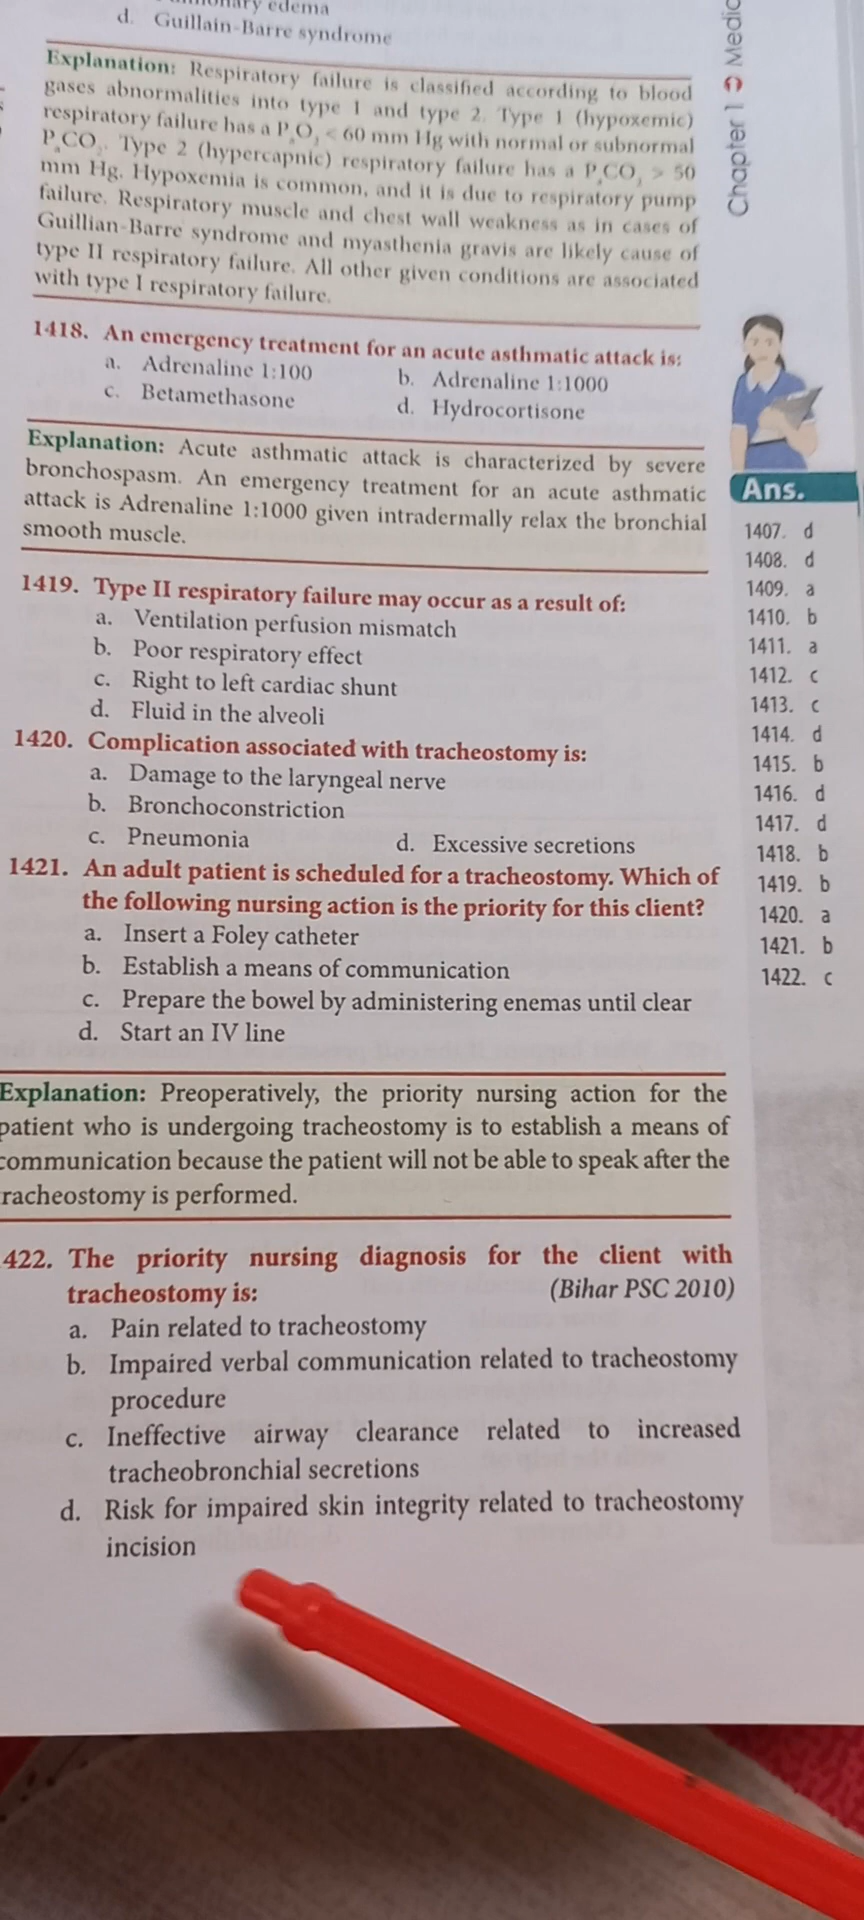 edema
d. Guillain-Barre syndrome
Explanation: Respiratory failure is classified according to blood
gases abnormalities into type 1 and type 2. Type 1 (hypoxemic)
respiratory failure has a PaO2 < 60 mm Hg with normal or subnormal
PaCO2. Type 2 (hypercapnic) respiratory failure has a PaCO2 > 50
mm Hg. Hypoxemia is common, and it is due to respiratory pump
failure. Respiratory muscle and chest wall weakness as in cases of
Guillian-Barre syndrome and myasthenia gravis are likely cause of
type II respiratory failure. All other given conditions are associated
with type I respiratory failure.
1418. An emergency treatment for an acute asthmatic attack is:
a. Adrenaline 1:100 b. Adrenaline 1:1000
c. Betamethasone d. Hydrocortisone
Explanation: Acute asthmatic attack is characterized by severe
bronchospasm. An emergency treatment for an acute asthmatic
attack is Adrenaline 1:1000 given intradermally relax the bronchial
smooth muscle.
1419. Type II respiratory failure may occur as a result of:
a. Ventilation perfusion mismatch
b. Poor respiratory effect
c. Right to left cardiac shunt
d. Fluid in the alveoli
1420. Complication associated with tracheostomy is:
a. Damage to the laryngeal nerve
b. Bronchoconstriction
c. Pneumonia d. Excessive secretions
1421. An adult patient is scheduled for a tracheostomy. Which of
the following nursing action is the priority for this client?
a. Insert a Foley catheter
b. Establish a means of communication
c. Prepare the bowel by administering enemas until clear
d. Start an IV line
Explanation: Preoperatively, the priority nursing action for the
patient who is undergoing tracheostomy is to establish a means of
communication because the patient will not be able to speak after the
racheostomy is performed.
422. The priority nursing diagnosis for the client with
tracheostomy is: (Bihar PSC 2010)
a. Pain related to tracheostomy
b. Impaired verbal communication related to tracheostomy
procedure
c. Ineffective airway clearance related to increased
tracheobronchial secretions
d. Risk for impaired skin integrity related to tracheostomy
incision
Chapter 1 Medic
Ans.
1407. d
1408. d
1409. a
1410. b
1411. a
1412. c
1413. c
1414. d
1415. b
1416. d
1417. d
1418. b
1419. b
1420. a
1421. b
1422. c